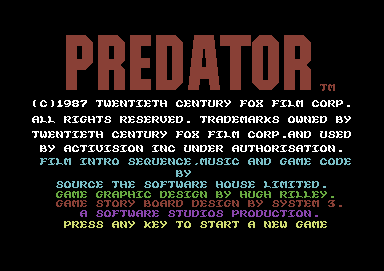 PREDATOR
TM
(C)1987 TWENTIETH CENTURY FOX FILM CORP.
ALL RIGHTS RESERVED. TRADEMARKS OWNED BY
TWENTIETH CENTURY FOX FILM CORP.AND USED
BY ACTIVISION INC UNDER AUTHORISATION.
FILM INTRO SEQUENCE,MUSIC AND GAME CODE
BY
SOURCE THE SOFTWARE HOUSE LIMITED.
GAME GRAPHIC DESIGN BY HUGH RILLEY.
GAME STORY BOARD DESIGN BY SYSTEM 3.
A SOFTWARE STUDIOS PRODUCTION.
PRESS ANY KEY TO START A NEW GAME